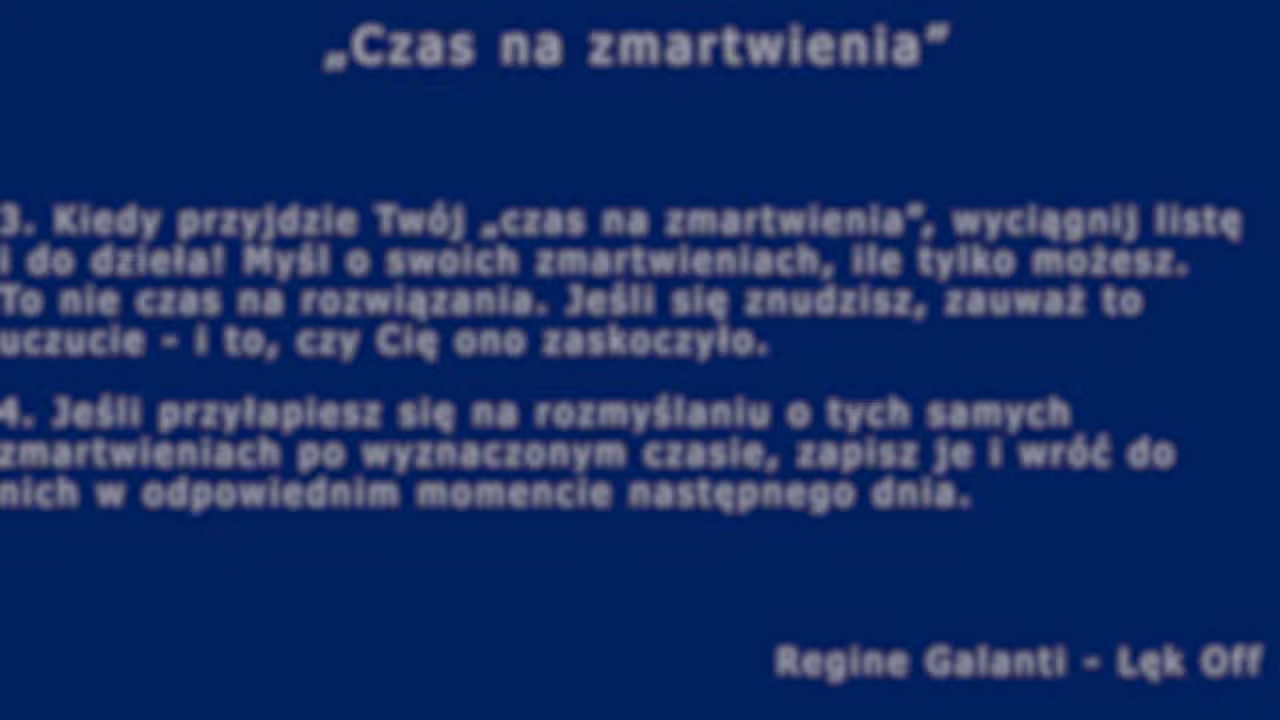 „Czas na zmartwienia”
3. Kiedy przyjdzie Twój „czas na zmartwienia”, wyciągnij listę
i do dzieła! Myśl o swoich zmartwieniach, ile tylko możesz.
To nie czas na rozwiązania. Jeśli się znudzisz, zauważ to
uczucie – i to, czy Cię ono zaskoczyło.
4. Jeśli przyłapiesz się na rozmyślaniu o tych samych
zmartwieniach po wyznaczonym czasie, zapisz je i wróć do
nich w odpowiednim momencie następnego dnia.
Regine Galanti – Lęk Off